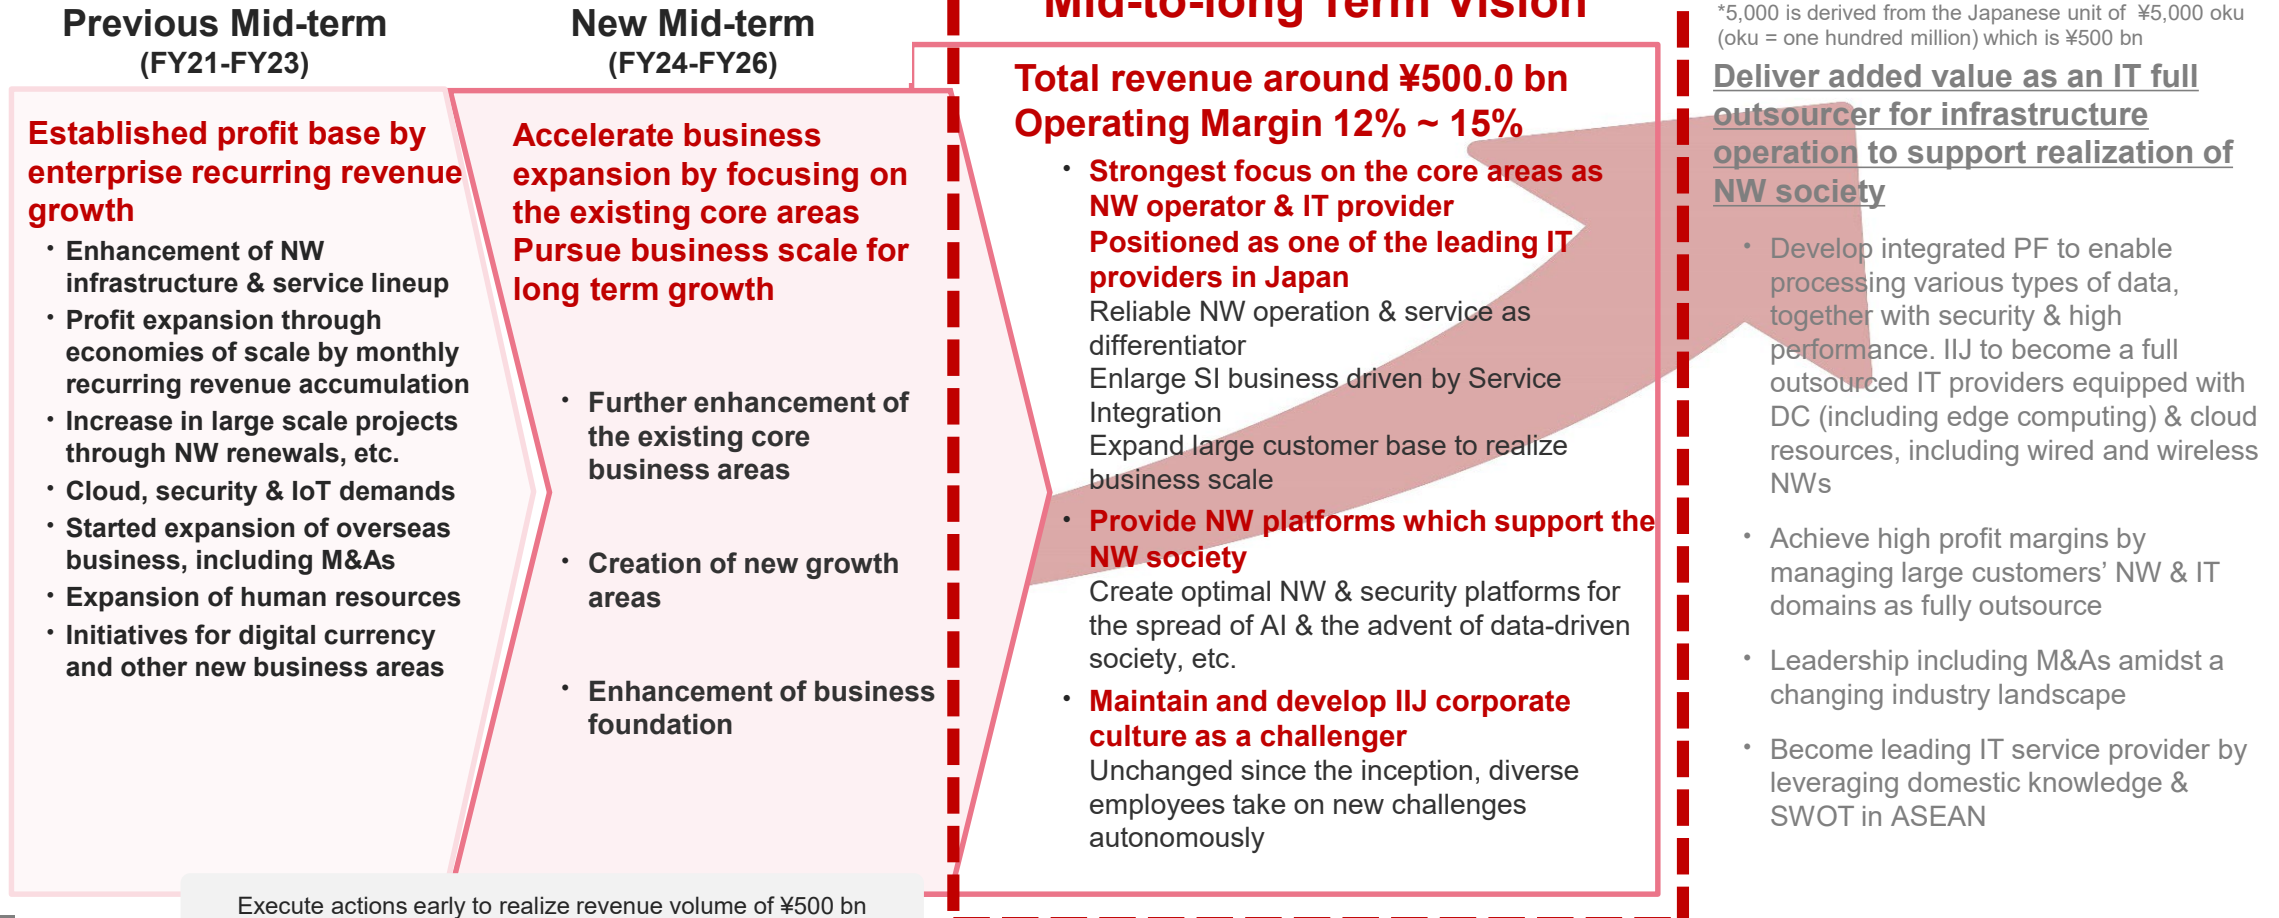 Previous Mid-term
(FY21-FY23)
Established profit base by
enterprise recurring revenue
growth
・Enhancement of NW
infrastructure & service lineup
・Profit expansion through
economies of scale by monthly
recurring revenue accumulation
・Increase in large scale projects
through NW renewals, etc.
・Cloud, security & IoT demands
・Started expansion of overseas
business, including M&As
・Expansion of human resources
・Initiatives for digital currency
and other new business areas
New Mid-term
(FY24-FY26)
Accelerate business
expansion by focusing on
the existing core areas
Pursue business scale for
long term growth
・Further enhancement of
the existing core
business areas
・Creation of new growth
areas
・Enhancement of business
foundation
Execute actions early to realize revenue volume of ¥500 bn
Mid-to-long Term Vision
Total revenue around ¥500.0 bn
Operating Margin 12% ~ 15%
・Strongest focus on the core areas as
NW operator & IT provider
Positioned as one of the leading IT
providers in Japan
Reliable NW operation & service as
differentiator
Enlarge SI business driven by Service
Integration
Expand large customer base to realize
business scale
・Provide NW platforms which support the
NW society
Create optimal NW & security platforms for
the spread of AI & the advent of data-driven
society, etc.
・Maintain and develop IIJ corporate
culture as a challenger
Unchanged since the inception, diverse
employees take on new challenges
autonomously
*5,000 is derived from the Japanese unit of ¥5,000 oku
(oku = one hundred million) which is ¥500 bn
Deliver added value as an IT full
outsourcer for infrastructure
operation to support realization of
NW society
・Develop integrated PF to enable
processing various types of data,
together with security & high
performance. IIJ to become a full
outsourced IT providers equipped with
DC (including edge computing) & cloud
resources, including wired and wireless
NWs
・Achieve high profit margins by
managing large customers’ NW & IT
domains as fully outsource
・Leadership including M&As amidst a
changing industry landscape
・Become leading IT service provider by
leveraging domestic knowledge &
SWOT in ASEAN